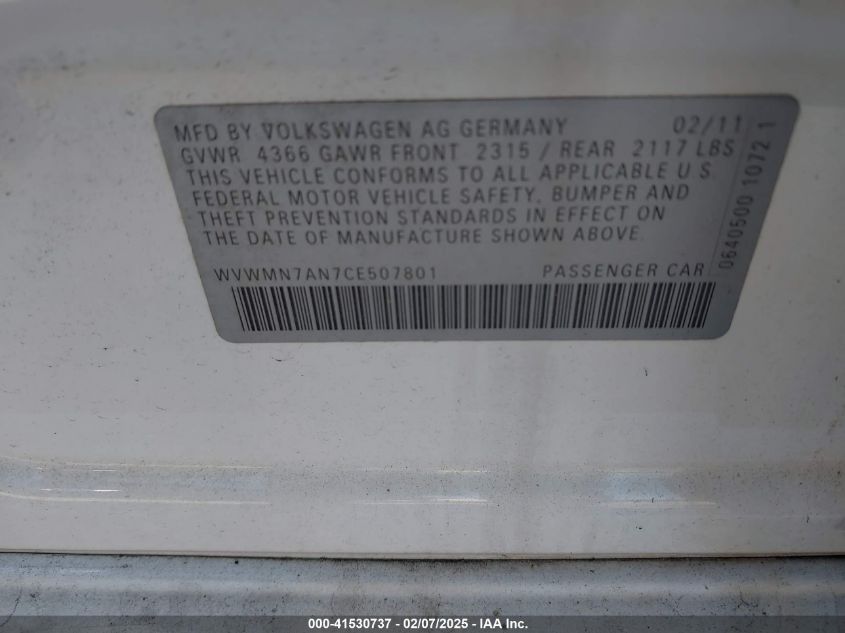 MFD BY VOLKSWAGEN AG GERMANY 02/11
GVWR 4366 GAWR FRONT 2315 / REAR 2117 LBS
THIS VEHICLE CONFORMS TO ALL APPLICABLE U.S.
FEDERAL MOTOR VEHICLE SAFETY, BUMPER AND
THEFT PREVENTION STANDARDS IN EFFECT ON
THE DATE OF MANUFACTURE SHOWN ABOVE.
WVWMN7AN7CE507801 PASSENGER CAR
0640500 1072 1
000-41530737 - 02/07/2025 - IAA Inc.